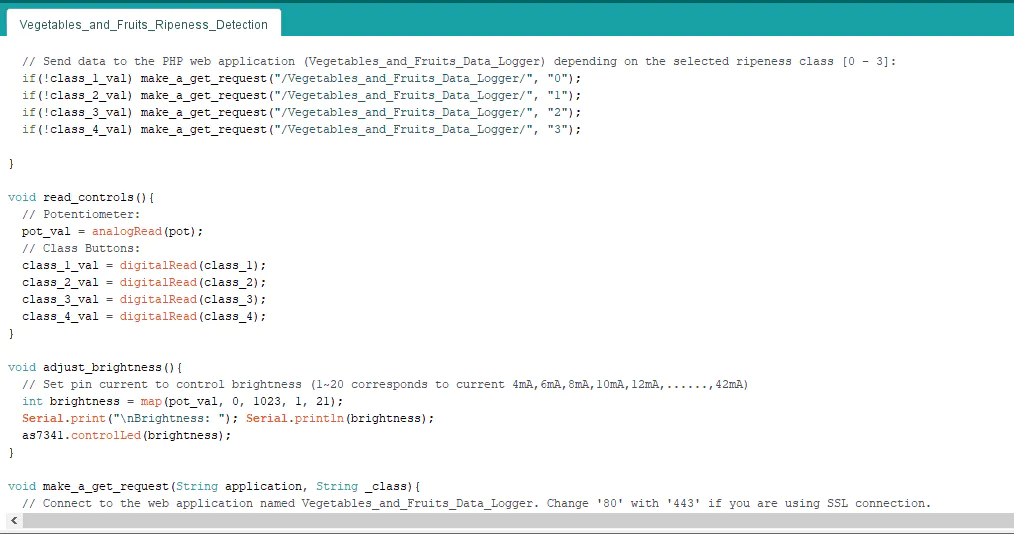 Vegetables_and_Fruits_Ripeness_Detection
// Send data to the PHP web application (Vegetables_and_Fruits_Data_Logger) depending on the selected ripeness class [0 - 3]:
if(!class_1_val) make_a_get_request("/Vegetables_and_Fruits_Data_Logger/", "0");
if(!class_2_val) make_a_get_request("/Vegetables_and_Fruits_Data_Logger/", "1");
if(!class_3_val) make_a_get_request("/Vegetables_and_Fruits_Data_Logger/", "2");
if(!class_4_val) make_a_get_request("/Vegetables_and_Fruits_Data_Logger/", "3");
}
void read_controls(){
// Potentiometer:
pot_val = analogRead(pot);
// Class Buttons:
class_1_val = digitalRead(class_1);
class_2_val = digitalRead(class_2);
class_3_val = digitalRead(class_3);
class_4_val = digitalRead(class_4);
}
void adjust_brightness(){
// Set pin current to control brightness (1~20 corresponds to current 4mA,6mA,8mA,10mA,12mA,......,42mA)
int brightness = map(pot_val, 0, 1023, 1, 21);
Serial.print("\nBrightness: "); Serial.println(brightness);
as7341.controlLed(brightness);
}
void make_a_get_request(String application, String _class){
// Connect to the web application named Vegetables_and_Fruits_Data_Logger. Change '80' with '443' if you are using SSL connection.